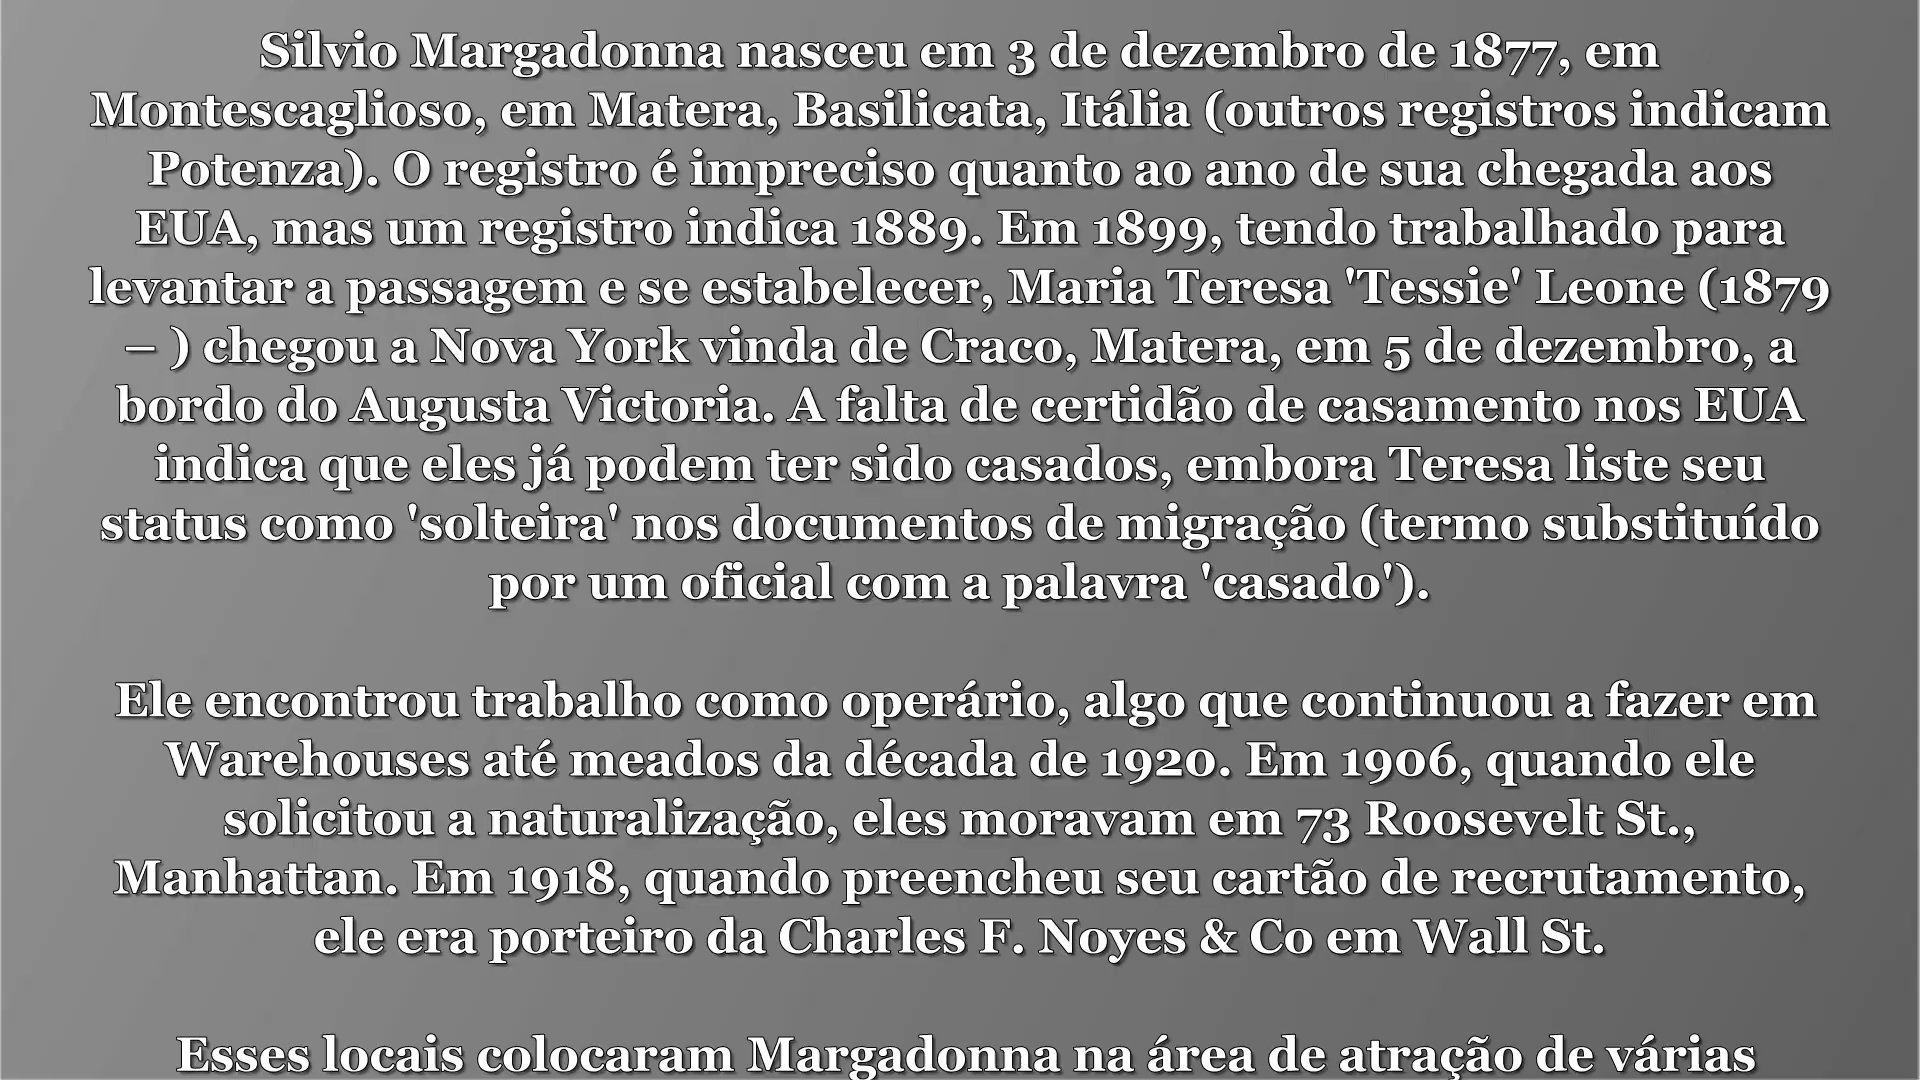 Silvio Margadonna nasceu em 3 de dezembro de 1877, em
Montescaglioso, em Matera, Basilicata, Itália (outros registros indicam
Potenza). O registro é impreciso quanto ao ano de sua chegada aos
EUA, mas um registro indica 1889. Em 1899, tendo trabalhado para
levantar a passagem e se estabelecer, Maria Teresa 'Tessie' Leone (1879
– ) chegou a Nova York vinda de Craco, Matera, em 5 de dezembro, a
bordo do Augusta Victoria. A falta de certidão de casamento nos EUA
indica que eles já podem ter sido casados, embora Teresa liste seu
status como 'solteira' nos documentos de migração (termo substituído
por um oficial com a palavra 'casado').
Ele encontrou trabalho como operário, algo que continuou a fazer em
Warehouses até meados da década de 1920. Em 1906, quando ele
solicitou a naturalização, eles moravam em 73 Roosevelt St.,
Manhattan. Em 1918, quando preencheu seu cartão de recrutamento,
ele era porteiro da Charles F. Noyes & Co em Wall St.
Esses locais colocaram Margadonna na área de atração de várias